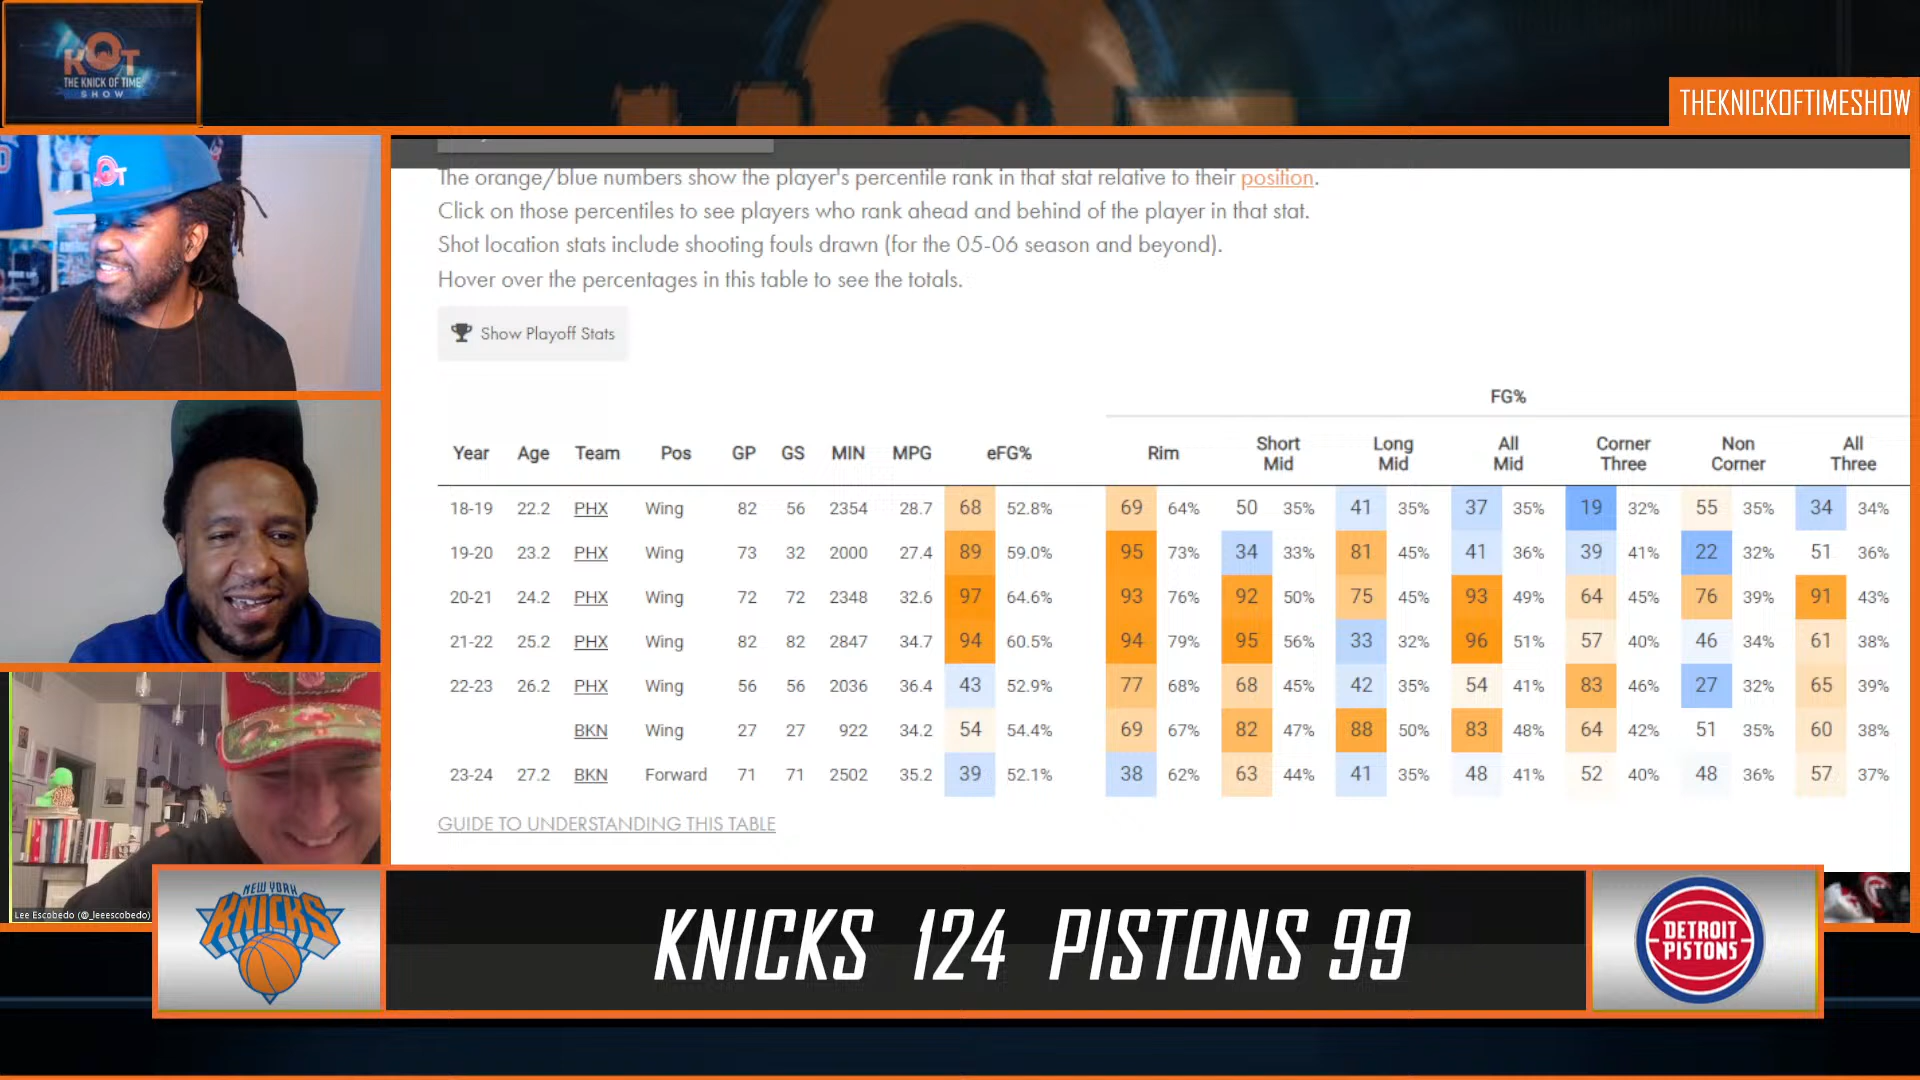 KOT
THE KNICK OF TIME
SHOW
THEKNICKOFTIMESHOW
The orange/blue numbers show the player's percentile rank in that stat relative to their position.
Click on those percentiles to see players who rank ahead and behind of the player in that stat.
Shot location stats include shooting fouls drawn (for the 05-06 season and beyond).
Hover over the percentages in this table to see the totals.
Show Playoff Stats
FG%
Year Age Team Pos GP GS MIN MPG eFG% Rim Short Mid Long Mid All Mid Corner Three Non Corner All Three
18-19 22.2 PHX Wing 82 56 2354 28.7 68 52.8% 69 64% 50 35% 41 35% 37 35% 19 32% 55 35% 34 34%
19-20 23.2 PHX Wing 73 32 2000 27.4 89 59.0% 95 73% 34 33% 81 45% 41 36% 39 41% 22 32% 51 36%
20-21 24.2 PHX Wing 72 72 2348 32.6 97 64.6% 93 76% 92 50% 75 45% 93 49% 64 45% 76 39% 91 43%
21-22 25.2 PHX Wing 82 82 2847 34.7 94 60.5% 94 79% 95 56% 33 32% 96 51% 57 40% 46 34% 61 38%
22-23 26.2 PHX Wing 56 56 2036 36.4 43 52.9% 77 68% 68 45% 42 35% 54 41% 83 46% 27 32% 65 39%
BKN Wing 27 27 922 34.2 54 54.4% 69 67% 82 47% 88 50% 83 48% 64 42% 51 35% 60 38%
23-24 27.2 BKN Forward 71 71 2502 35.2 39 52.1% 38 62% 63 44% 41 35% 48 41% 52 40% 48 36% 57 37%
GUIDE TO UNDERSTANDING THIS TABLE
Lee Escobedo (@_leeescobedo)
NEW YORK
KNICKS
KNICKS 124 PISTONS 99
DETROIT
PISTONS